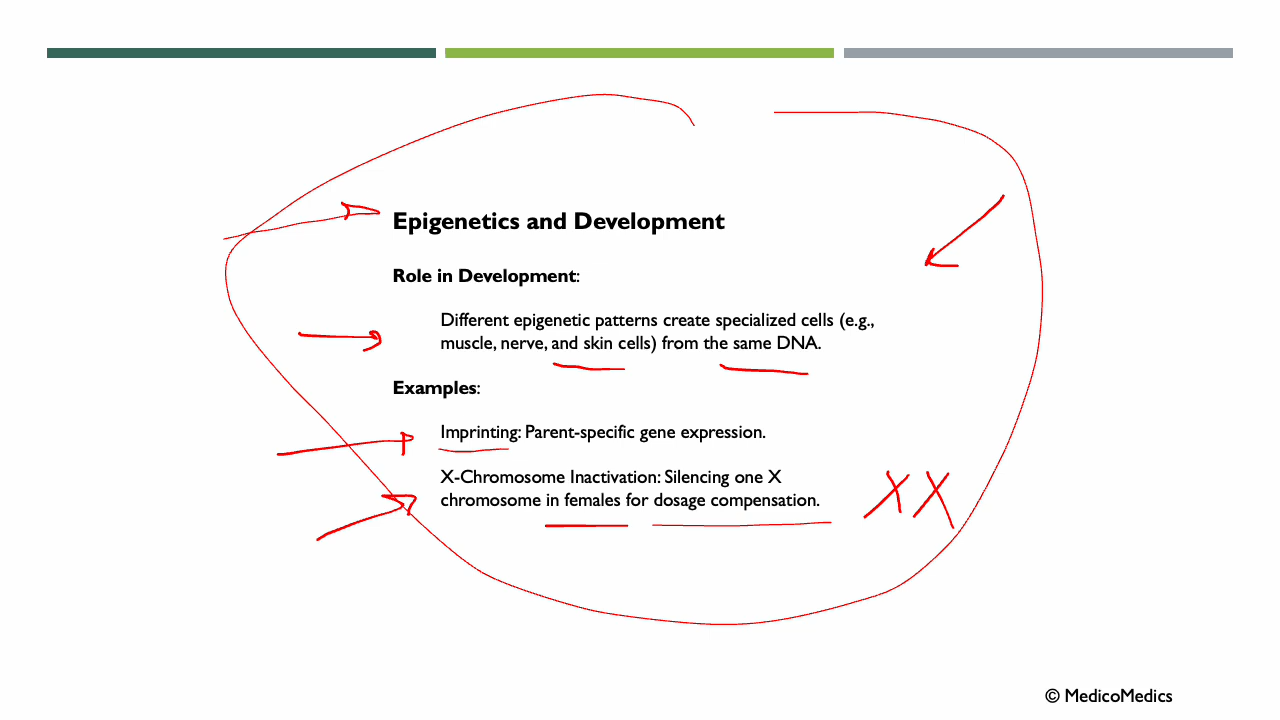 Epigenetics and Development
Role in Development:
Different epigenetic patterns create specialized cells (e.g.,
muscle, nerve, and skin cells) from the same DNA.
Examples:
Imprinting: Parent-specific gene expression.
X-Chromosome Inactivation: Silencing one X
chromosome in females for dosage compensation.
XX
© MedicoMedics